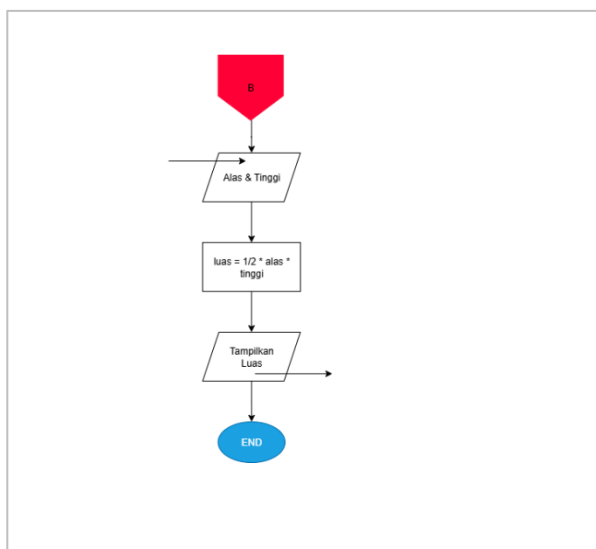 B
Alas & Tinggi
luas = 1/2 * alas *
tinggi
Tampilkan
Luas
END